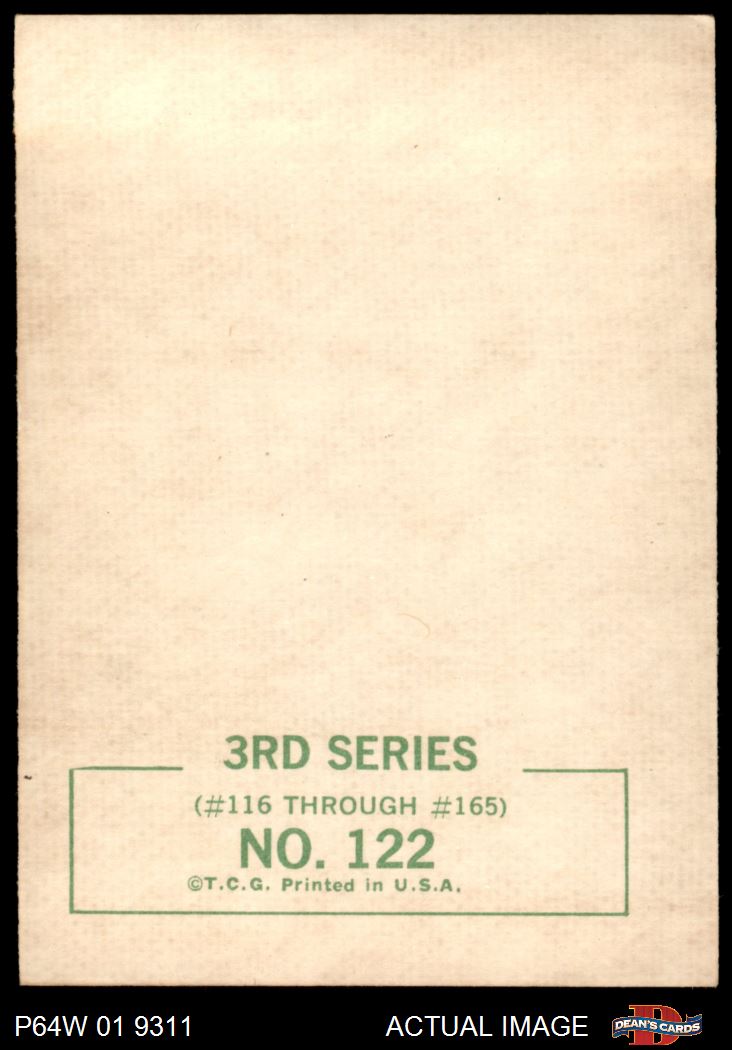 3RD SERIES
(#116 THROUGH #165)
NO. 122
©T.C.G. Printed in U.S.A.
P64W 01 9311
ACTUAL IMAGE
D
DEAN'S CARDS